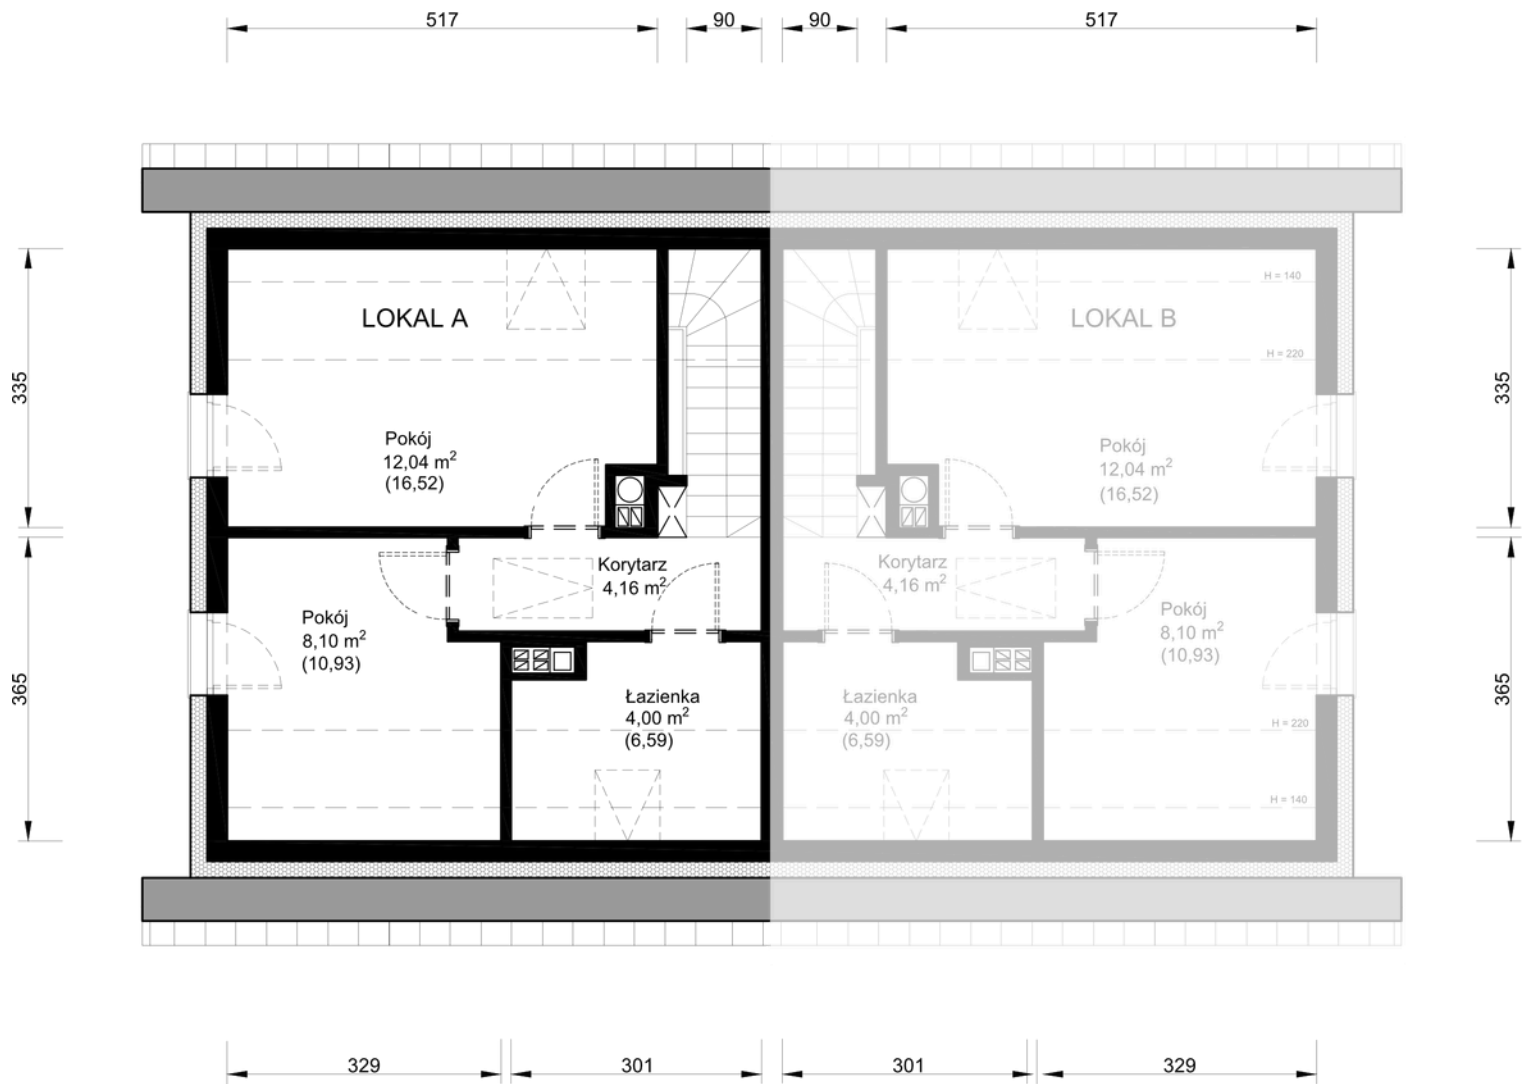 517
90
90
517
LOKAL A
LOKAL B
H = 140
H = 220
335
335
Pokój
12,04 m²
(16,52)
Pokój
12,04 m²
(16,52)
Korytarz
4,16 m²
Korytarz
4,16 m²
Pokój
8,10 m²
(10,93)
Pokój
8,10 m²
(10,93)
365
365
Łazienka
4,00 m²
(6,59)
Łazienka
4,00 m²
(6,59)
H = 220
H = 140
329
301
301
329